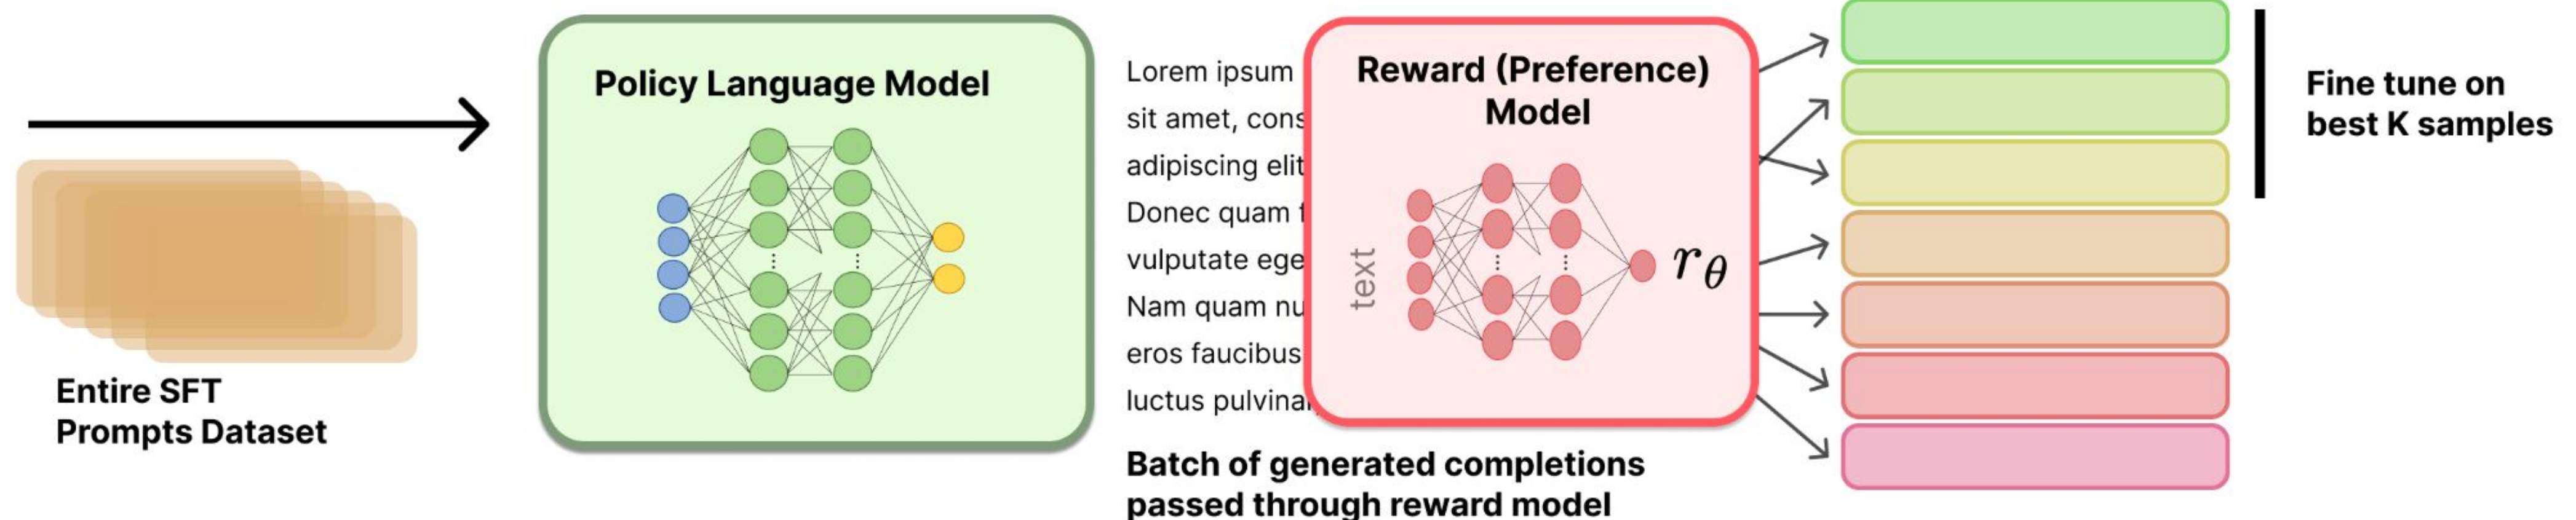 Entire SFT
Prompts Dataset
Policy Language Model
Lorem ipsum
sit amet, cons
adipiscing elit
Donec quam
vulputate ege
Nam quam nu
eros faucibus
luctus pulvinar
Batch of generated completions
passed through reward model
Reward (Preference)
Model
text
rθ
Fine tune on
best K samples